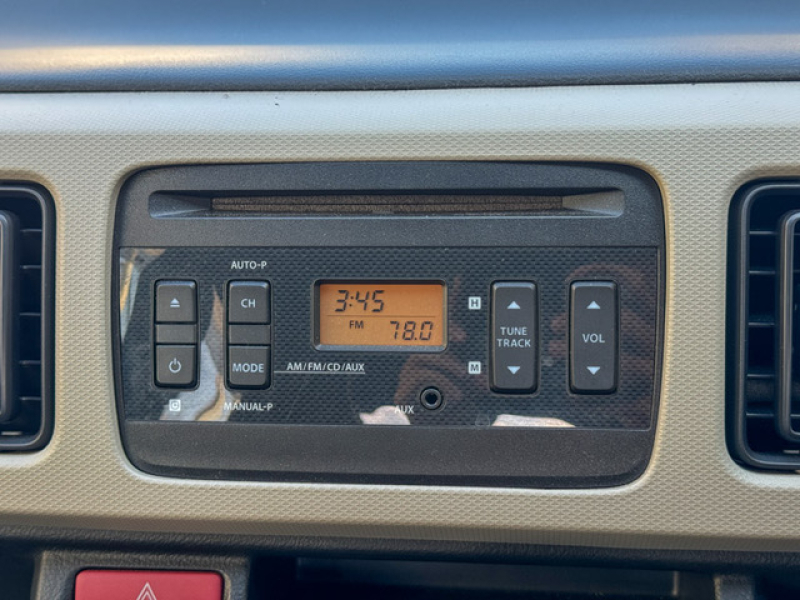 AUTO-P
CH
MODE
MANUAL-P
3:45
FM
78.0
AM/FM/CD/AUX
AUX
H
M
TUNE
TRACK
VOL